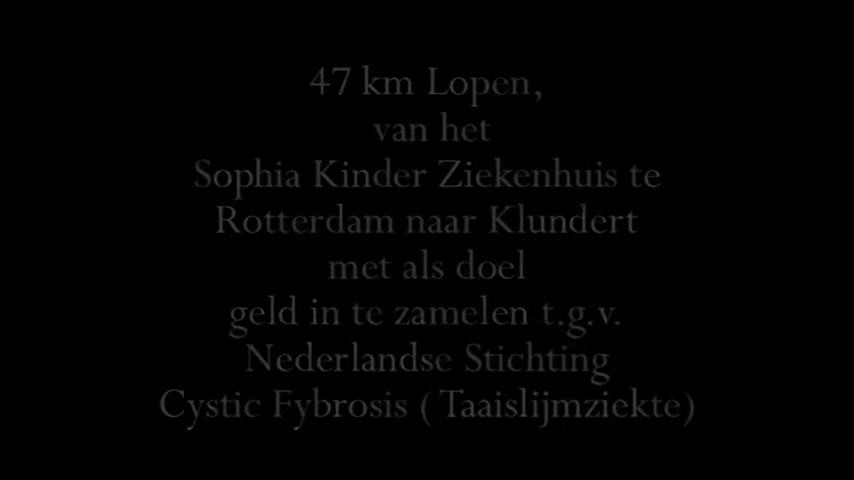 47 km Lopen,
van het
Sophia Kinder Ziekenhuis te
Rotterdam naar Klundert
met als doel
geld in te zamelen t.g.v.
Nederlandse Stichting
Cystic Fybrosis ( Taaislijmziekte)